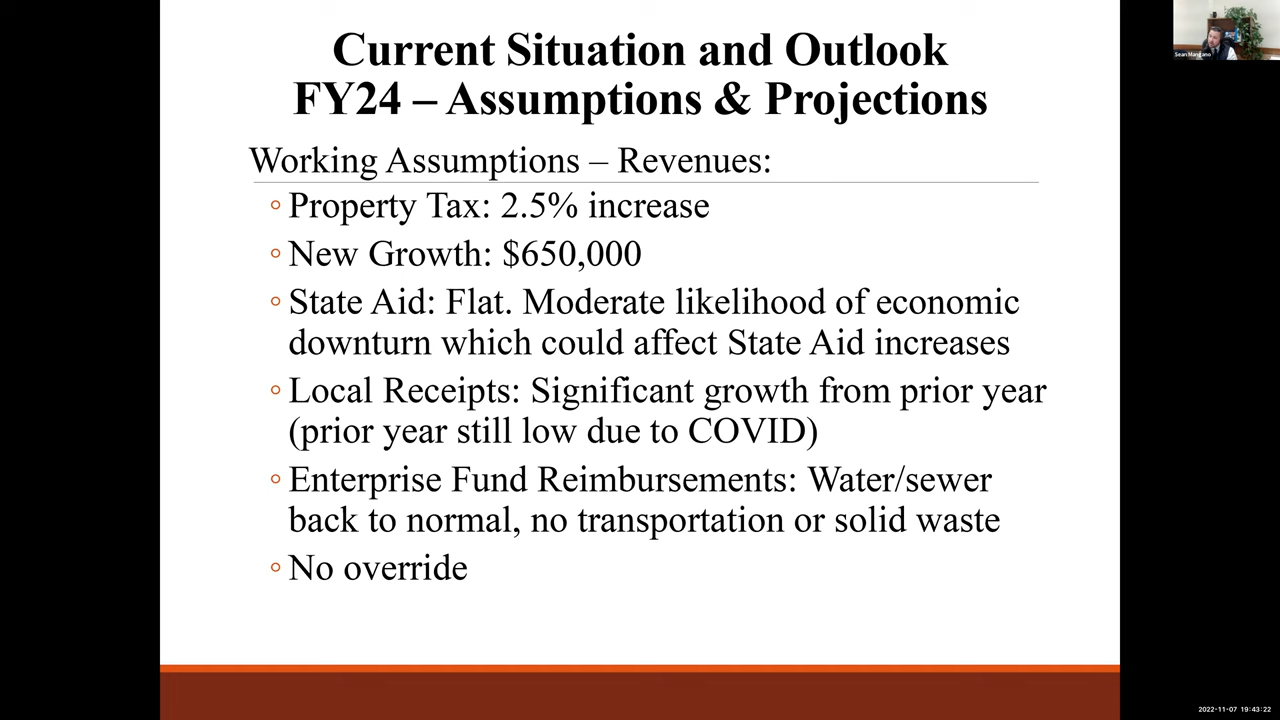 Current Situation and Outlook
FY24 – Assumptions & Projections
Working Assumptions – Revenues:
◦ Property Tax: 2.5% increase
◦ New Growth: $650,000
◦ State Aid: Flat. Moderate likelihood of economic
downturn which could affect State Aid increases
◦ Local Receipts: Significant growth from prior year
(prior year still low due to COVID)
◦ Enterprise Fund Reimbursements: Water/sewer
back to normal, no transportation or solid waste
◦ No override
Sean Mangano
2022-11-07 19:43:22